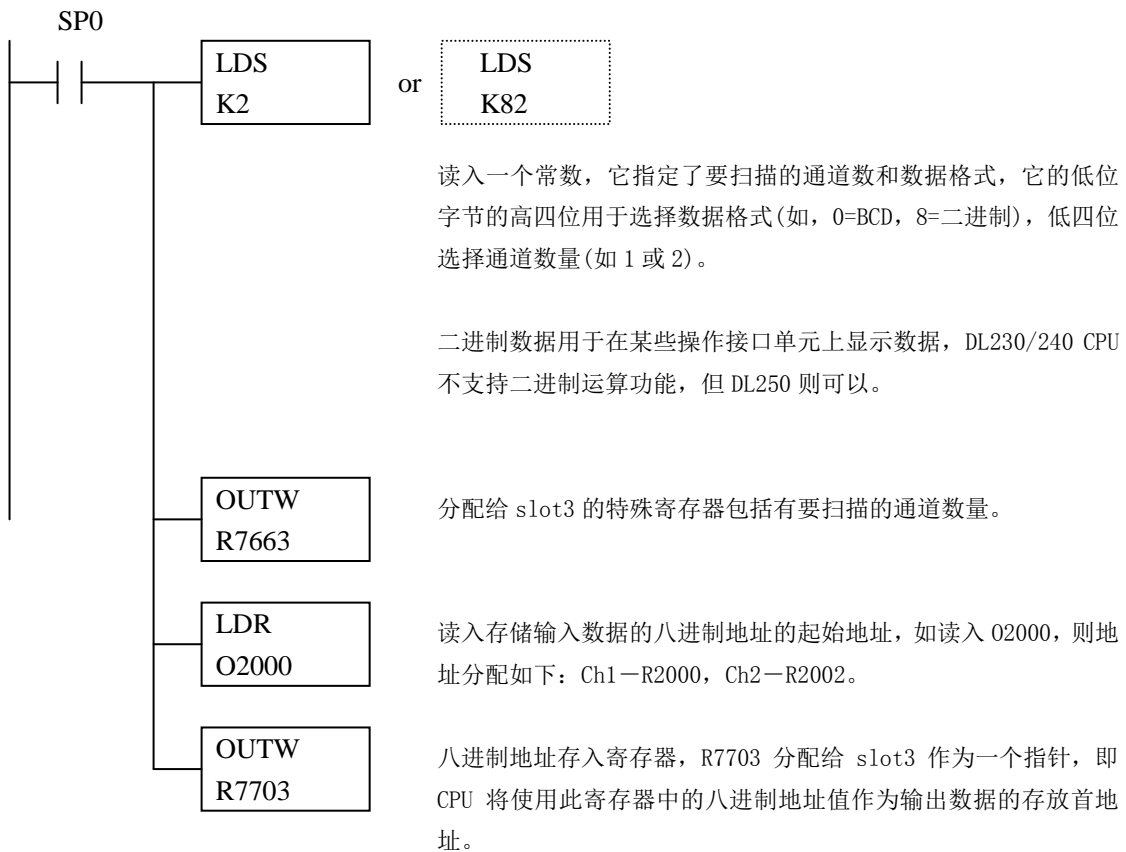 SP0
LDS
K2
or
LDS
K82
读入一个常数，它指定了要扫描的通道数和数据格式，它的低位
字节的高四位用于选择数据格式(如，0=BCD，8=二进制)，低四位
选择通道数量(如 1 或 2)。
二进制数据用于在某些操作接口单元上显示数据，DL230/240 CPU
不支持二进制运算功能，但 DL250 则可以。
OUTW
R7663
分配给 slot3 的特殊寄存器包括有要扫描的通道数量。
LDR
O2000
读入存储输入数据的八进制地址的起始地址，如读入 O2000，则地
址分配如下：Ch1－R2000，Ch2－R2002。
OUTW
R7703
八进制地址存入寄存器，R7703 分配给 slot3 作为一个指针，即
CPU 将使用此寄存器中的八进制地址值作为输出数据的存放首地
址。